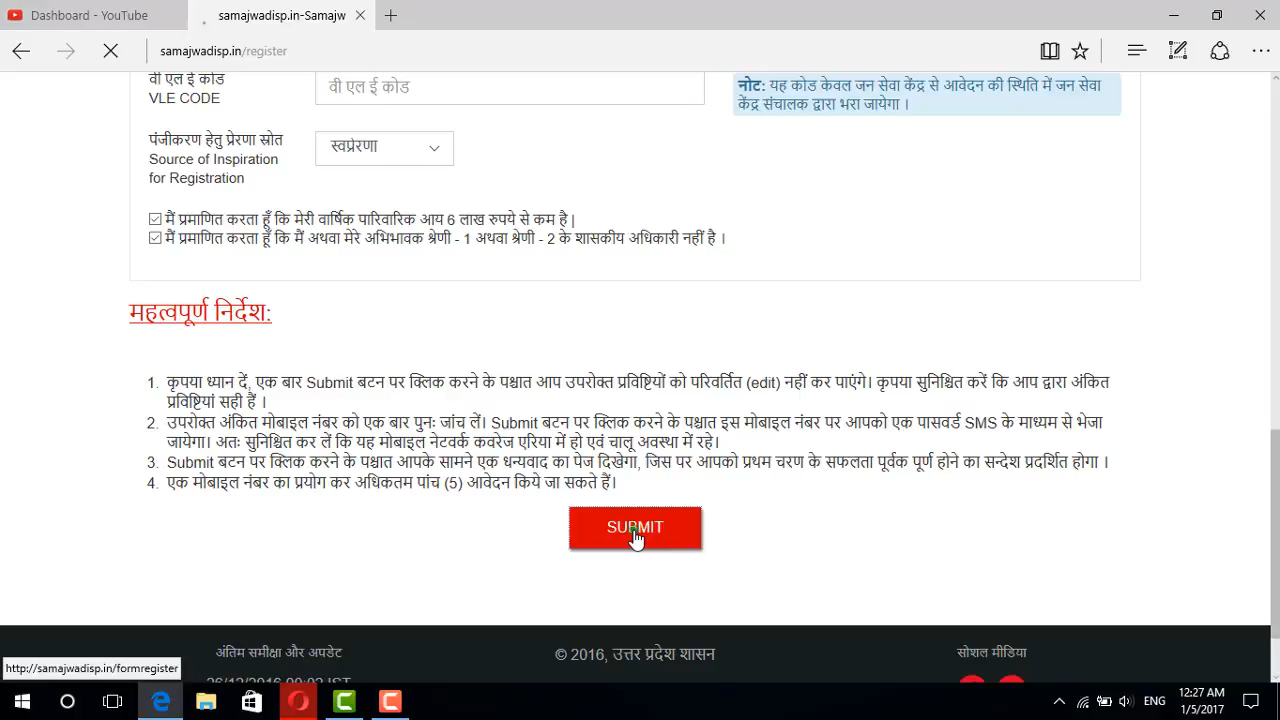 Dashboard - YouTube
samajwadisp.in-Samajw
samajwadisp.in/register
वी एल ई कोड
VLE CODE
वी एल ई कोड
नोट: यह कोड केवल जन सेवा केंद्र से आवेदन की स्थिति में जन सेवा
केंद्र संचालक द्वारा भरा जायेगा ।
पंजीकरण हेतु प्रेरणा स्रोत
Source of Inspiration
for Registration
स्वप्रेरणा
मैं प्रमाणित करता हूँ कि मेरी वार्षिक पारिवारिक आय 6 लाख रुपये से कम है |
मैं प्रमाणित करता हूँ कि मैं अथवा मेरे अभिभावक श्रेणी - 1 अथवा श्रेणी - 2 के शासकीय अधिकारी नहीं है ।
महत्वपूर्ण निर्देश:
1. कृपया ध्यान दें, एक बार Submit बटन पर क्लिक करने के पश्चात आप उपरोक्त प्रविष्टियों को परिवर्तित (edit) नहीं कर पाएंगे। कृपया सुनिश्चित करें कि आप द्वारा अंकित
प्रविष्टियां सही हैं ।
2. उपरोक्त अंकित मोबाइल नंबर को एक बार पुनः जांच लें। Submit बटन पर क्लिक करने के पश्चात इस मोबाइल नंबर पर आपको एक पासवर्ड SMS के माध्यम से भेजा
जायेगा। अतः सुनिश्चित कर लें कि यह मोबाइल नेटवर्क कवरेज एरिया में हो एवं चालू अवस्था में रहे।
3. Submit बटन पर क्लिक करने के पश्चात आपके सामने एक धन्यवाद का पेज दिखेगा, जिस पर आपको प्रथम चरण के सफलता पूर्वक पूर्ण होने का सन्देश प्रदर्शित होगा ।
4. एक मोबाइल नंबर का प्रयोग कर अधिकतम पांच (5) आवेदन किये जा सकते हैं।
SUBMIT
अंतिम समीक्षा और अपडेट
© 2016, उत्तर प्रदेश शासन
सोशल मीडिया
http://samajwadisp.in/formregister
26/12/2016 00:02 IST
ENG
12:27 AM
1/5/2017